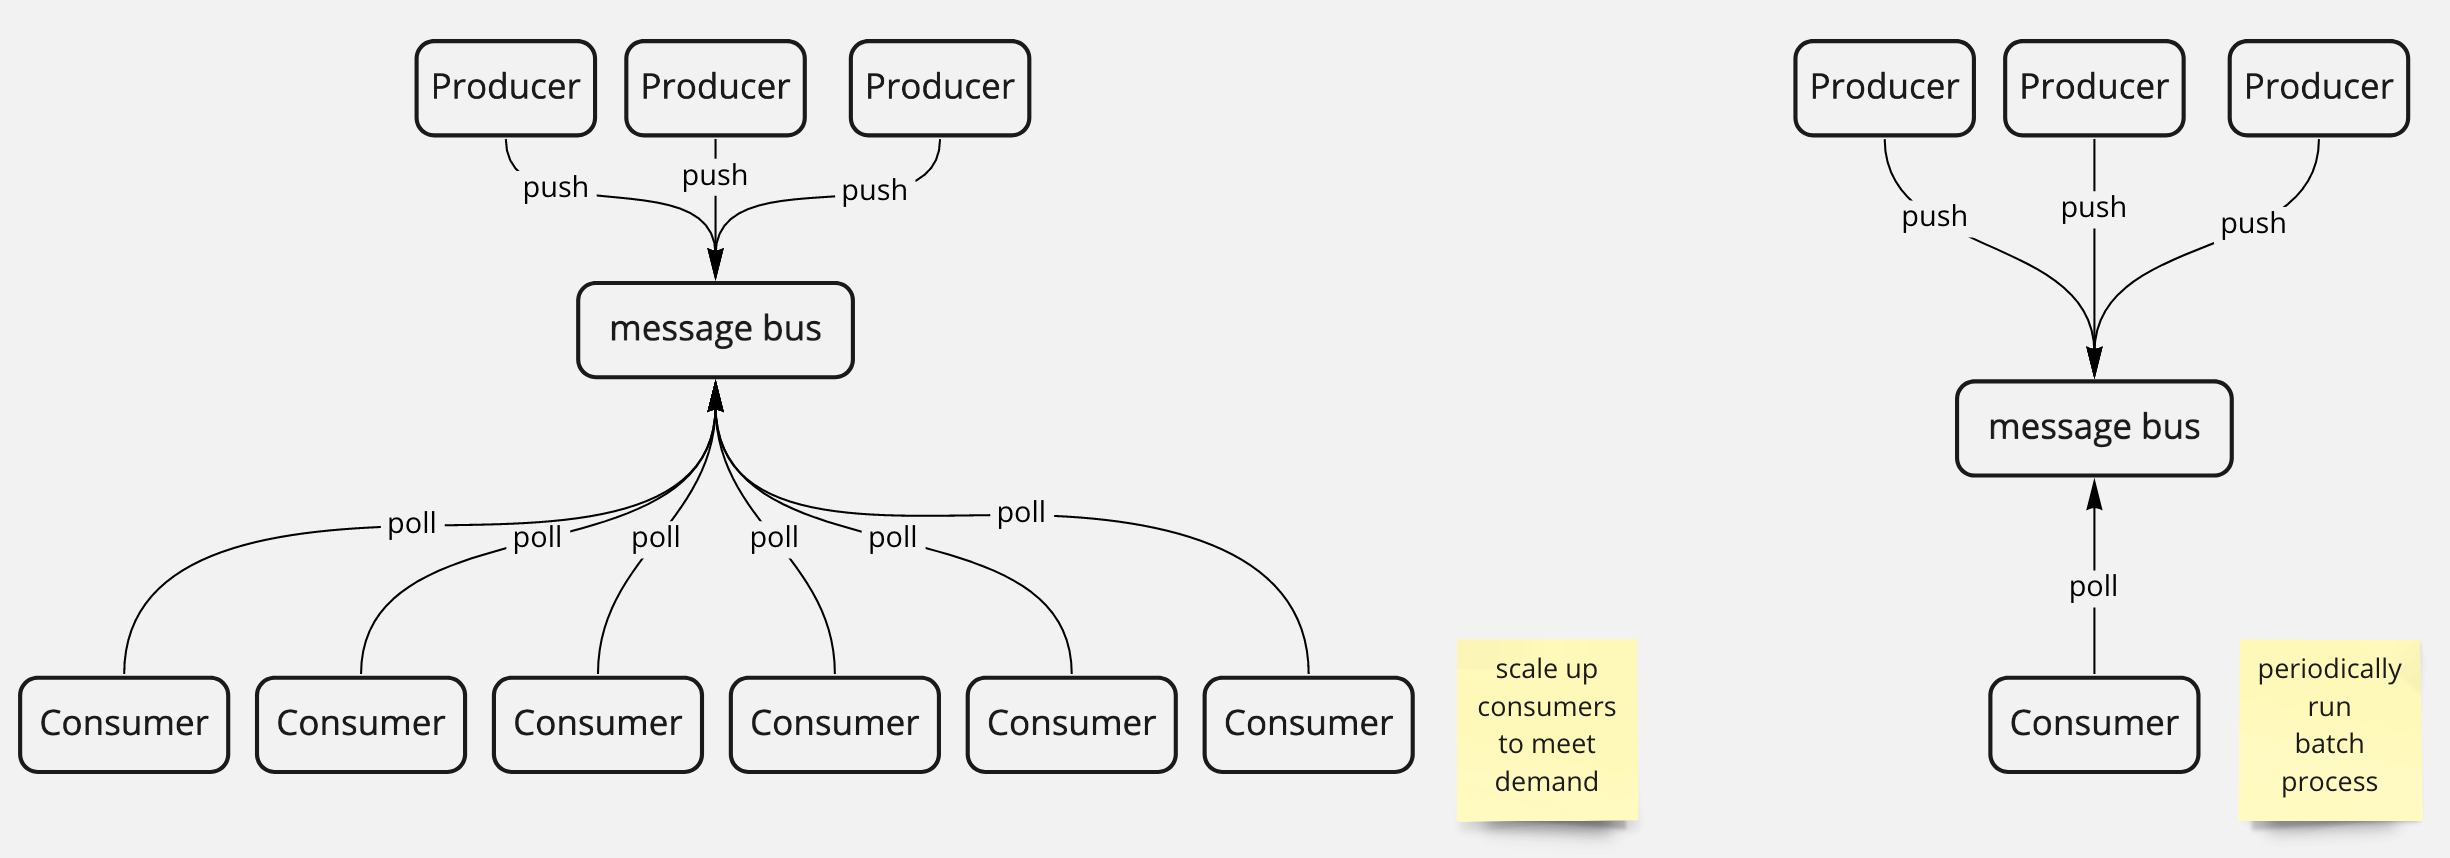 Producer
Producer
Producer
push
push
push
message bus
poll
poll
poll
poll
poll
poll
Consumer
Consumer
Consumer
Consumer
Consumer
Consumer
scale up
consumers
to meet
demand
Producer
Producer
Producer
push
push
push
message bus
poll
Consumer
periodically
run
batch
process